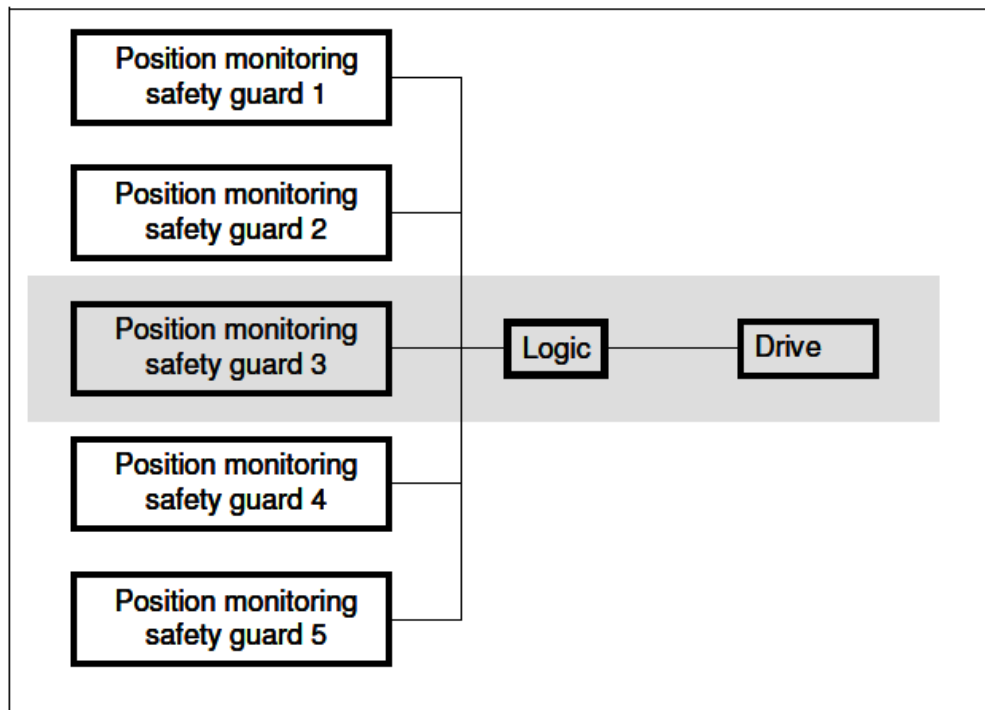 Position monitoring
safety guard 1
Position monitoring
safety guard 2
Position monitoring
safety guard 3
Logic
Drive
Position monitoring
safety guard 4
Position monitoring
safety guard 5